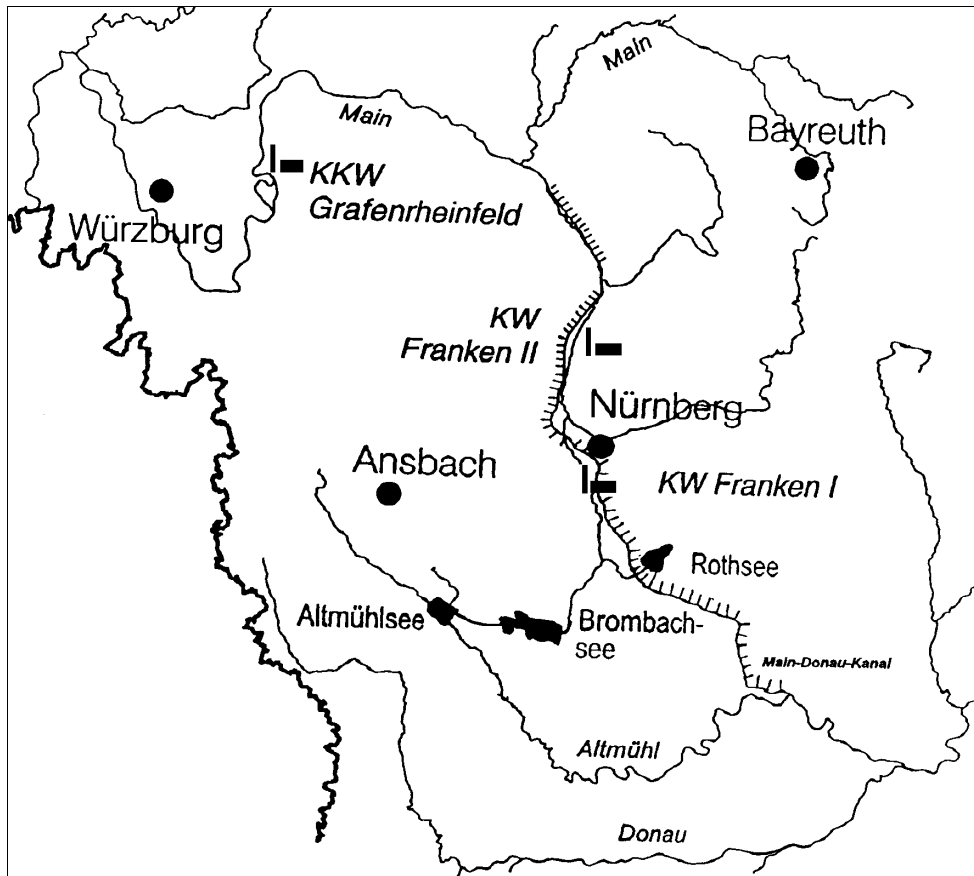 Main
Main
Bayreuth
KKW
Grafenrheinfeld
Würzburg
KW
Franken II
Nürnberg
Ansbach
KW Franken I
Rothsee
Altmühlsee
Brombach-
see
Main-Donau-Kanal
Altmühl
Donau